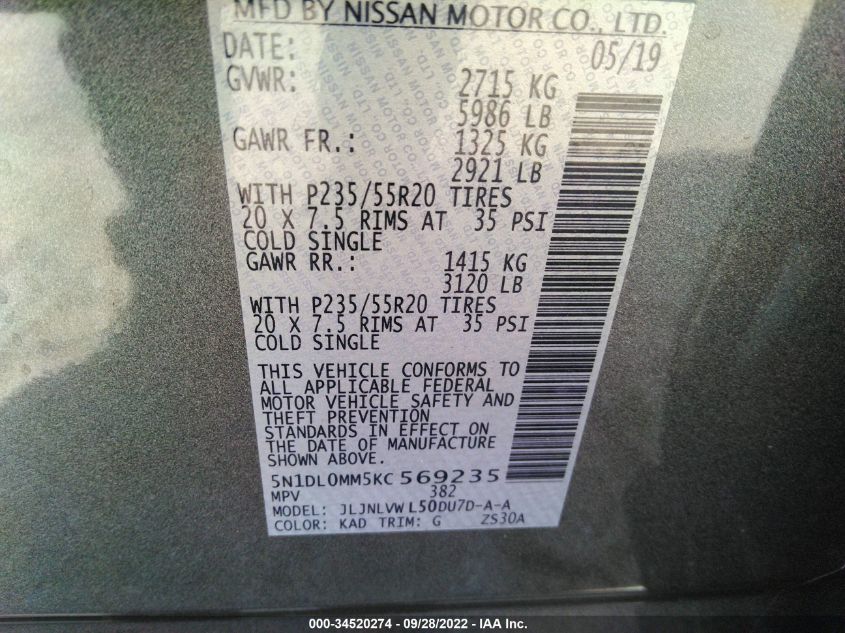 MFD BY NISSAN MOTOR CO., LTD.
DATE: 05/19
GVWR: 2715 KG
5986 LB
GAWR FR.: 1325 KG
2921 LB
WITH P235/55R20 TIRES
20 X 7.5 RIMS AT 35 PSI
COLD SINGLE
GAWR RR.: 1415 KG
3120 LB
WITH P235/55R20 TIRES
20 X 7.5 RIMS AT 35 PSI
COLD SINGLE
THIS VEHICLE CONFORMS TO
ALL APPLICABLE FEDERAL
MOTOR VEHICLE SAFETY AND
THEFT PREVENTION
STANDARDS IN EFFECT ON
THE DATE OF MANUFACTURE
SHOWN ABOVE.
5N1DL0MM5KC 569235
MPV 382
MODEL: JLJNLVW L50DU7D-A-A
COLOR: KAD TRIM: G ZS30A
000-34520274 - 09/28/2022 - IAA Inc.